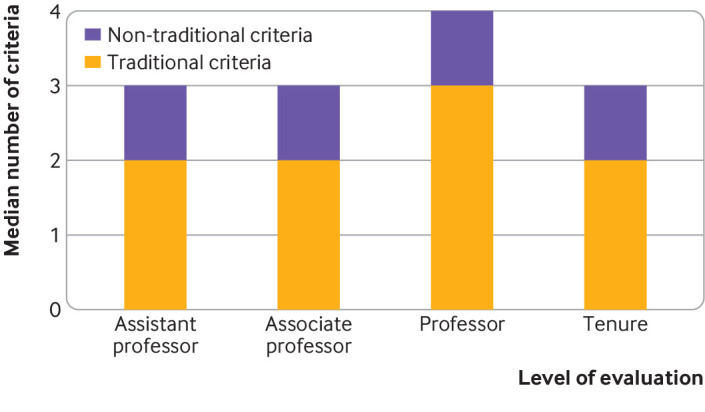 Median number of criteria
4
3
2
1
0
Non-traditional criteria
Traditional criteria
Assistant
professor
Associate
professor
Professor
Tenure
Level of evaluation